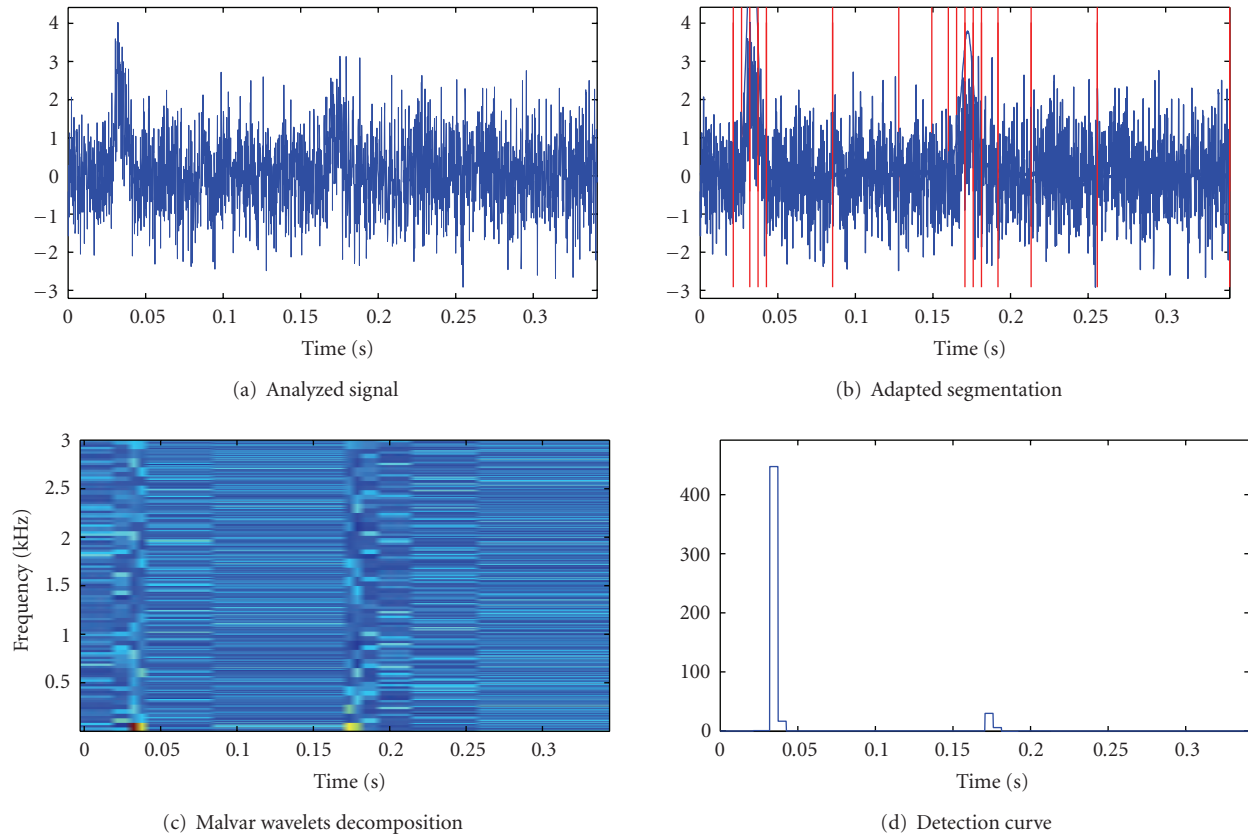 4
3
2
1
0
−1
−2
−3
0 0.05 0.1 0.15 0.2 0.25 0.3
Time (s)
(a) Analyzed signal
4
3
2
1
0
−1
−2
−3
0 0.05 0.1 0.15 0.2 0.25 0.3
Time (s)
(b) Adapted segmentation
3
2.5
2
1.5
1
0.5
Frequency (kHz)
0 0.05 0.1 0.15 0.2 0.25 0.3
Time (s)
(c) Malvar wavelets decomposition
400
300
200
100
0
0 0.05 0.1 0.15 0.2 0.25 0.3
Time (s)
(d) Detection curve